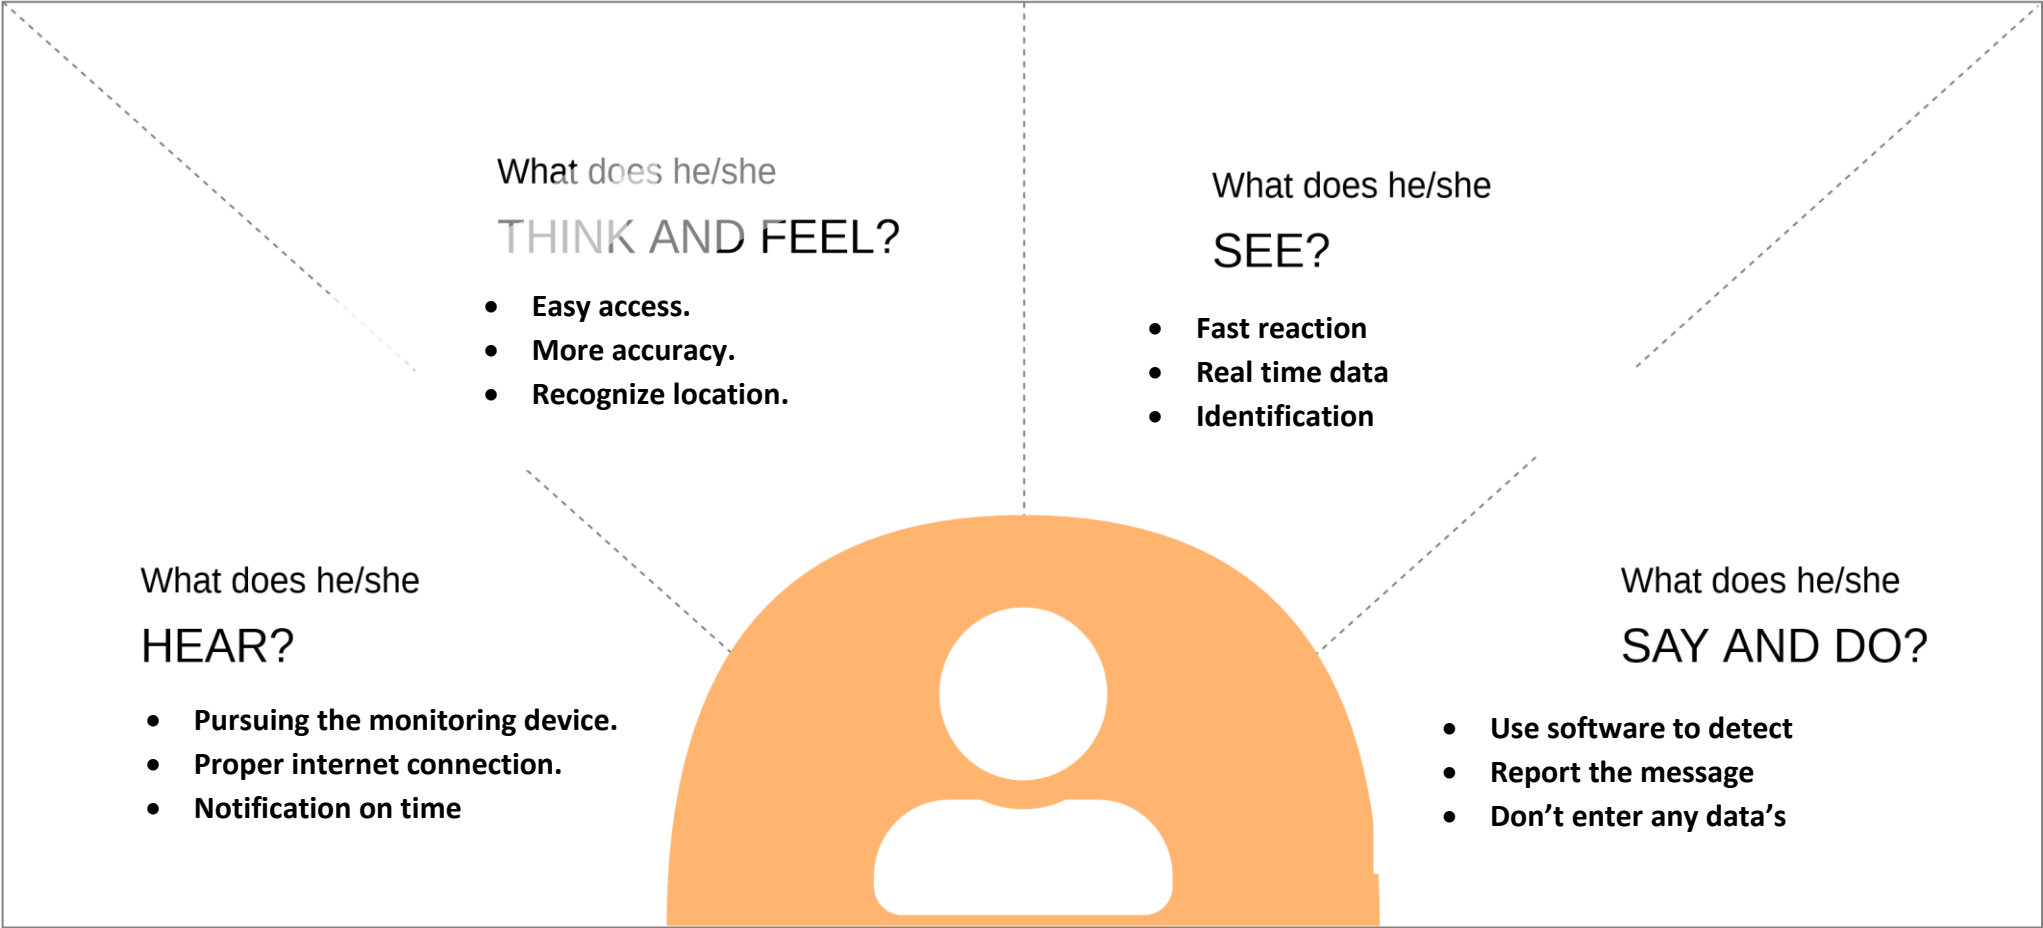 What does he/she
THINK AND FEEL?
• Easy access.
• More accuracy.
• Recognize location.
What does he/she
SEE?
• Fast reaction
• Real time data
• Identification
What does he/she
HEAR?
• Pursuing the monitoring device.
• Proper internet connection.
• Notification on time
What does he/she
SAY AND DO?
• Use software to detect
• Report the message
• Don’t enter any data’s